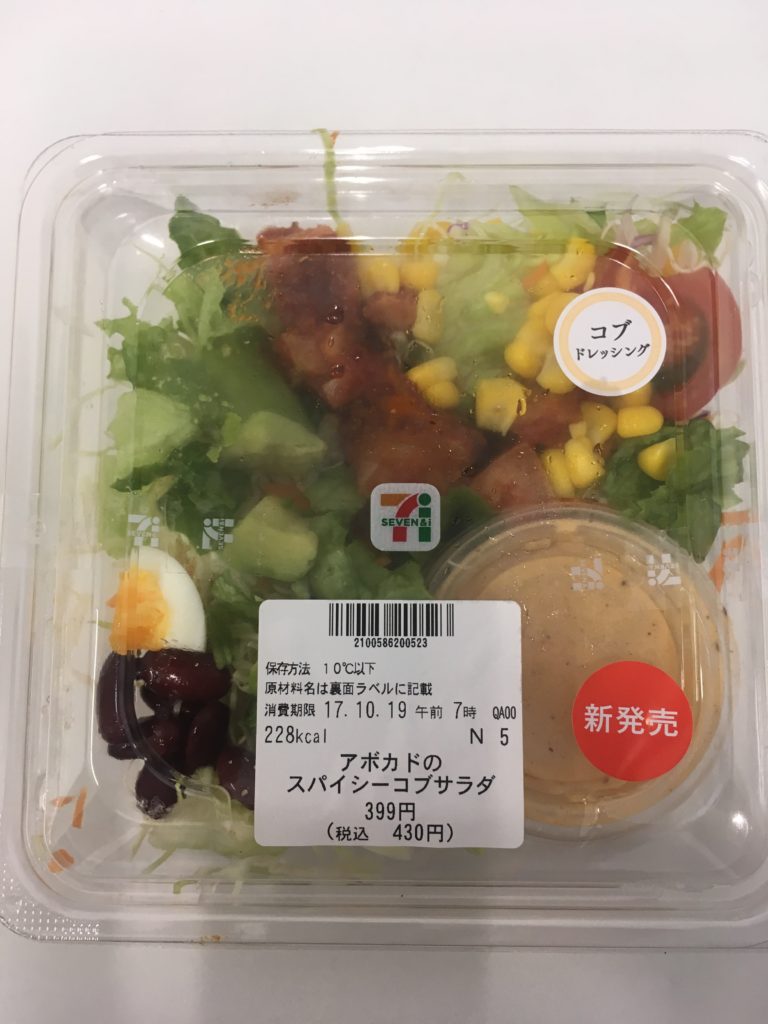 コブ
ドレッシング
SEVEN&i
2100586200523
保存方法 10℃以下
原材料名は裏面ラベルに記載
消費期限 17.10.19 午前 7時 QA00
228kcal N 5
アボカドの
スパイシーコブサラダ
399円
(税込 430円)
新発売